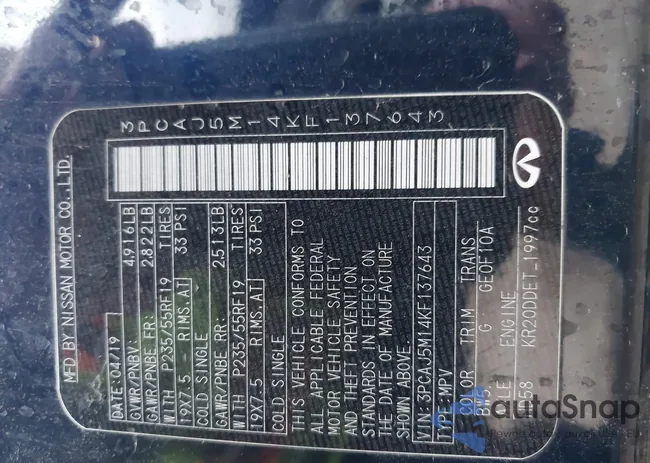 3PCAJ5M14KF137643
MFD BY NISSAN MOTOR CO., LTD.
DATE: 04/19
GVWR/PNBV: 4916LB
GAWR/PNBE FR: 2822LB
WITH P235/55RF19 TIRES
19X7.5 RIMS.AT 33 PSI
COLD SINGLE
GAWR/PNBE RR: 2513LB
WITH P235/55RF19 TIRES
19X7.5 RIMS.AT 33 PSI
COLD SINGLE
THIS VEHICLE CONFORMS TO
ALL APPLICABLE FEDERAL
MOTOR VEHICLE SAFETY
AND THEFT PREVENTION
STANDARDS IN EFFECT ON
THE DATE OF MANUFACTURE
SHOWN ABOVE.
VIN: 3PCAJ5M14KF137643
TYPE: MPV
COLOR TRIM TRANS
G GE0F10A
ENGINE
58 KR20DDET_1997cc
autoSnap